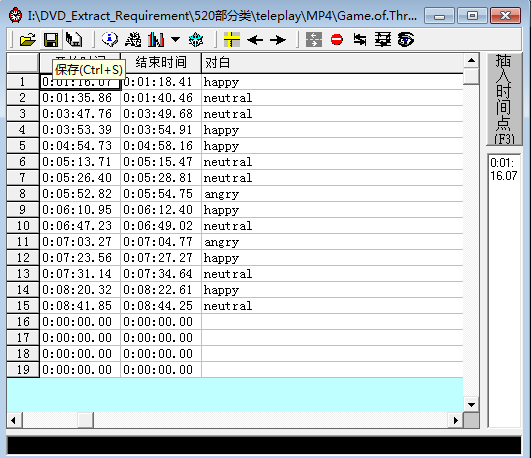 I:\DVD_Extract_Requirement\520部分类\teleplay\MP4\Game.of.Thr...
保存(Ctrl+S)
结束时间 对白
1 0:01:16.07 0:01:18.41 happy
2 0:01:35.86 0:01:40.46 neutral
3 0:03:47.76 0:03:49.68 neutral
4 0:03:53.39 0:03:54.91 happy
5 0:04:54.73 0:04:58.16 happy
6 0:05:13.71 0:05:15.47 neutral
7 0:05:26.40 0:05:28.81 neutral
8 0:05:52.82 0:05:54.75 angry
9 0:06:10.95 0:06:12.40 happy
10 0:06:47.23 0:06:49.02 neutral
11 0:07:03.27 0:07:04.77 angry
12 0:07:23.56 0:07:27.27 happy
13 0:07:31.14 0:07:34.64 neutral
14 0:08:20.32 0:08:22.61 happy
15 0:08:41.85 0:08:44.25 neutral
16 0:00:00.00 0:00:00.00
17 0:00:00.00 0:00:00.00
18 0:00:00.00 0:00:00.00
19 0:00:00.00 0:00:00.00
插入时间点(F3)
0:01:
16.07